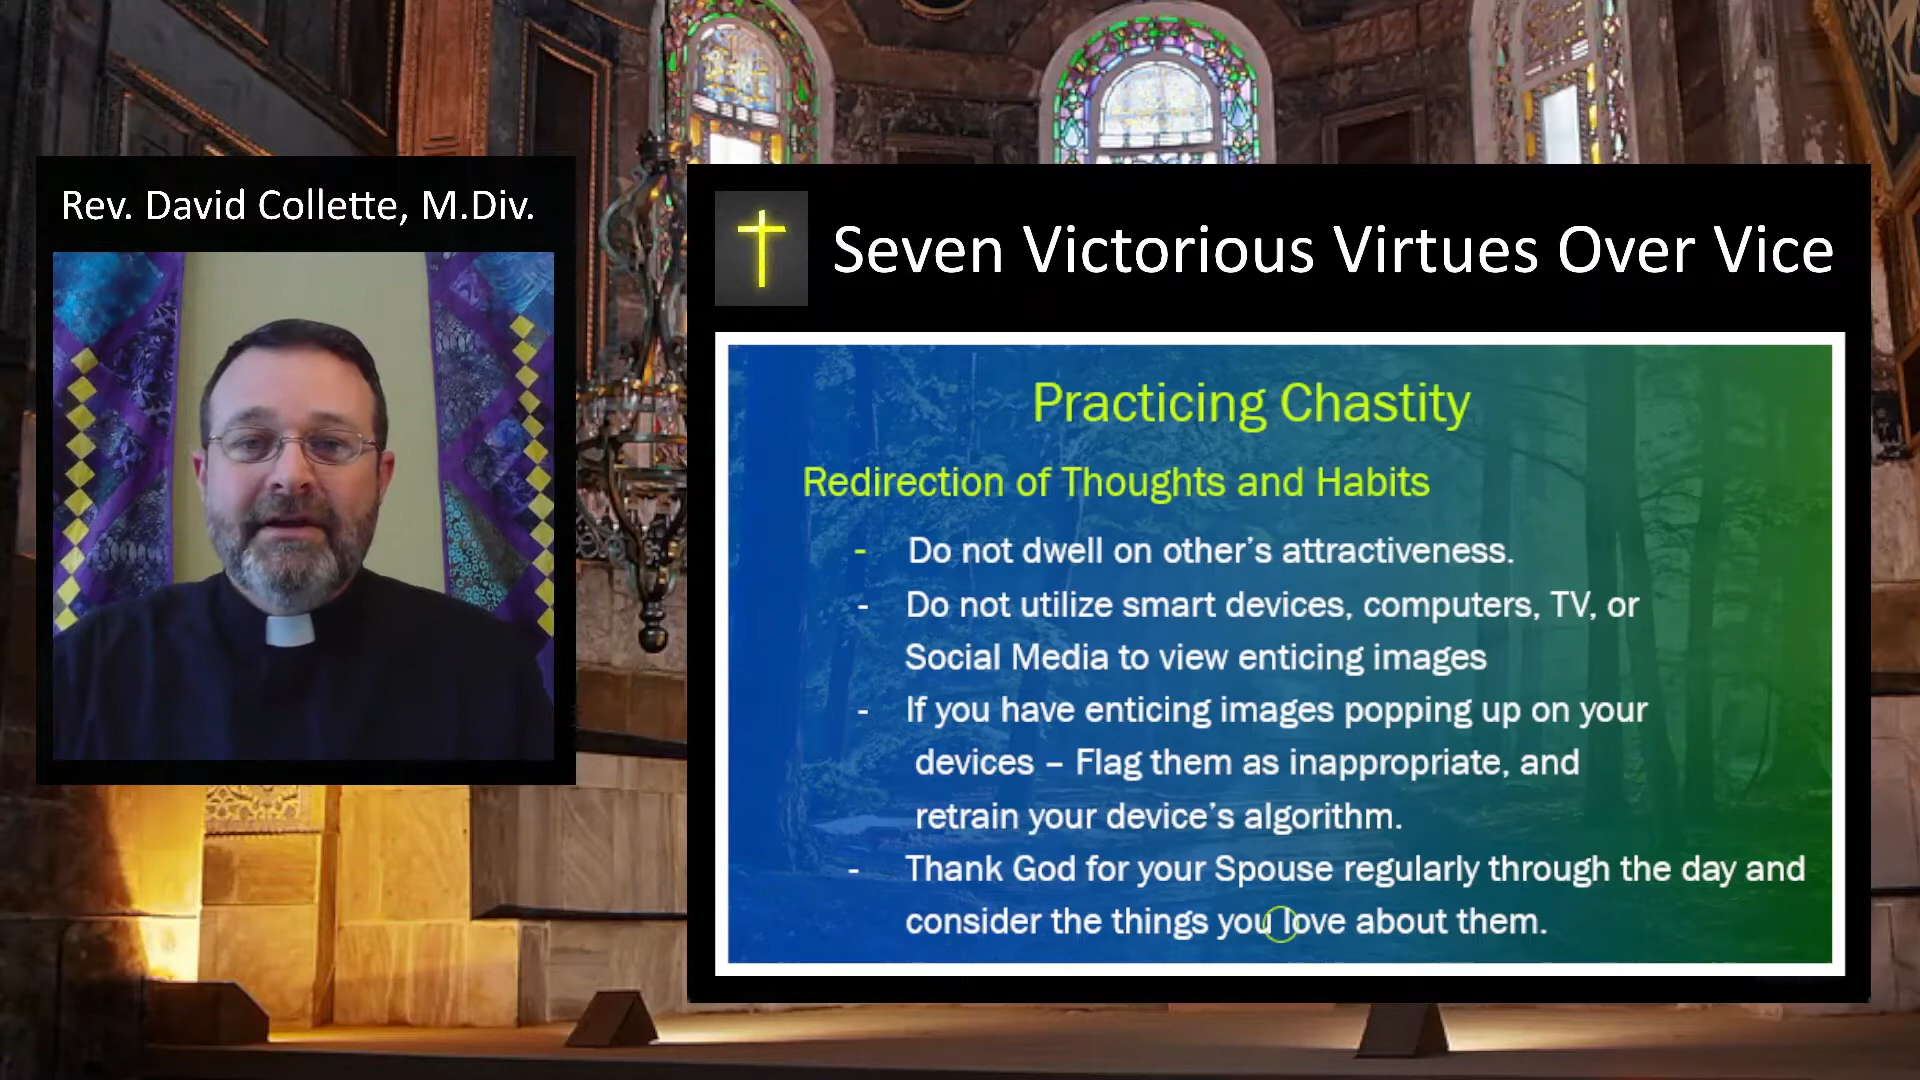 Rev. David Collette, M.Div.
Seven Victorious Virtues Over Vice
Practicing Chastity
Redirection of Thoughts and Habits
- Do not dwell on other's attractiveness.
- Do not utilize smart devices, computers, TV, or
Social Media to view enticing images
- If you have enticing images popping up on your
devices – Flag them as inappropriate, and
retrain your device's algorithm.
- Thank God for your Spouse regularly through the day and
consider the things you love about them.